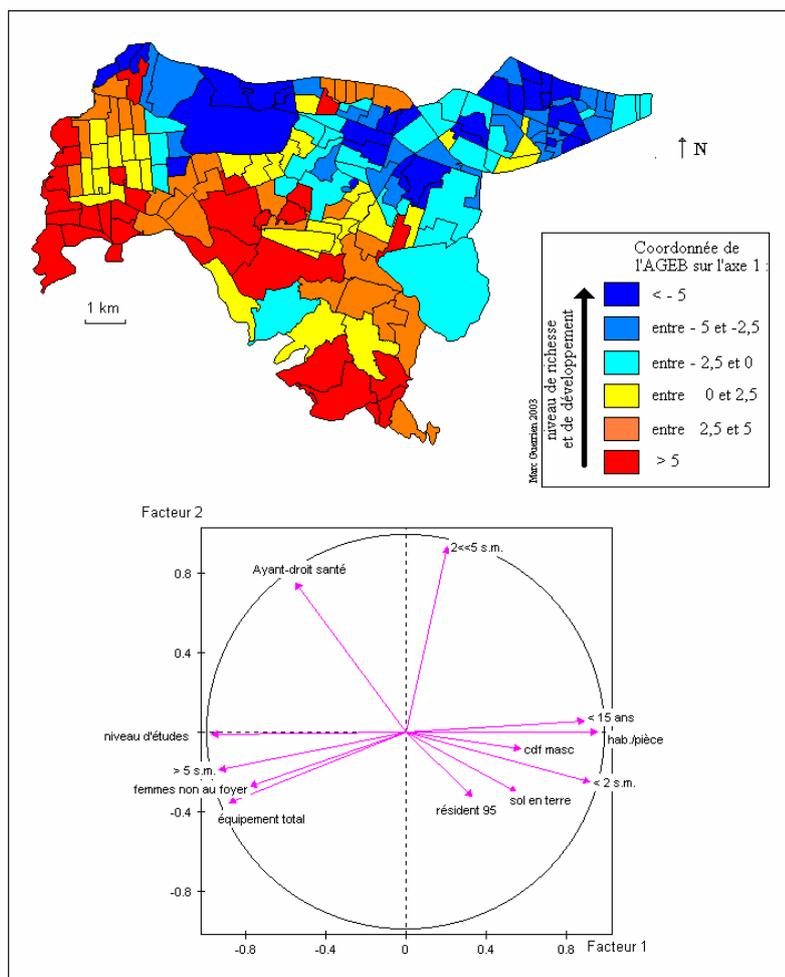 ↑ N
1 km
Coordonnée de
l'AGEB sur l'axe 1 :
< - 5
entre - 5 et -2,5
entre - 2,5 et 0
entre 0 et 2,5
entre 2,5 et 5
> 5
niveau de richesse
et de développement
Marc Guerrien 2003
Facteur 2
2<<5 s.m.
Ayant-droit santé
0.8
0.4
0
-0.4
-0.8
< 15 ans
hab./pièce
cdf masc
< 2 s.m.
sol en terre
résident 95
niveau d'études
> 5 s.m.
femmes non au foyer
équipement total
-0.8
-0.4
0
0.4
0.8
Facteur 1